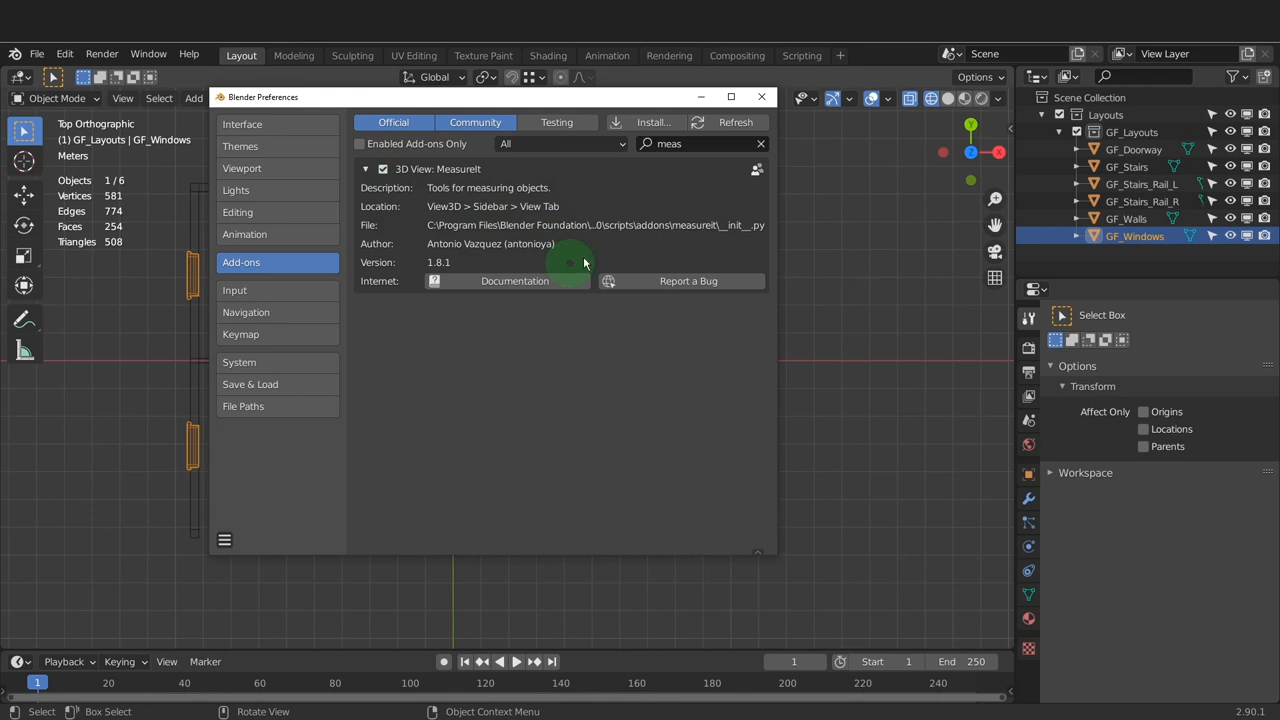 File Edit Render Window Help Layout Modeling Sculpting UV Editing Texture Paint Shading Animation Rendering Compositing Scripting + Scene View Layer
Global Options
Object Mode View Select Add
Blender Preferences
Top Orthographic
(1) GF_Layouts | GF_Windows
Meters
Objects 1 / 6
Vertices 581
Edges 774
Faces 254
Triangles 508
Interface
Themes
Viewport
Lights
Editing
Animation
Add-ons
Input
Navigation
Keymap
System
Save & Load
File Paths
Official Community Testing Install... Refresh
Enabled Add-ons Only All meas
3D View: MeasureIt
Description: Tools for measuring objects.
Location: View3D > Sidebar > View Tab
File: C:\Program Files\Blender Foundation\..0\scripts\addons\measureit\__init__.py
Author: Antonio Vazquez (antonioya)
Version: 1.8.1
Internet: Documentation Report a Bug
Y
X
Z
Scene Collection
Layouts
GF_Layouts
GF_Doorway
GF_Stairs
GF_Stairs_Rail_L
GF_Stairs_Rail_R
GF_Walls
GF_Windows
Select Box
Options
Transform
Affect Only Origins
Locations
Parents
Workspace
Playback Keying View Marker 1 Start 1 End 250
1 20 40 60 80 100 120 140 160 180 200 220 240
Select Box Select Rotate View Object Context Menu 2.90.1